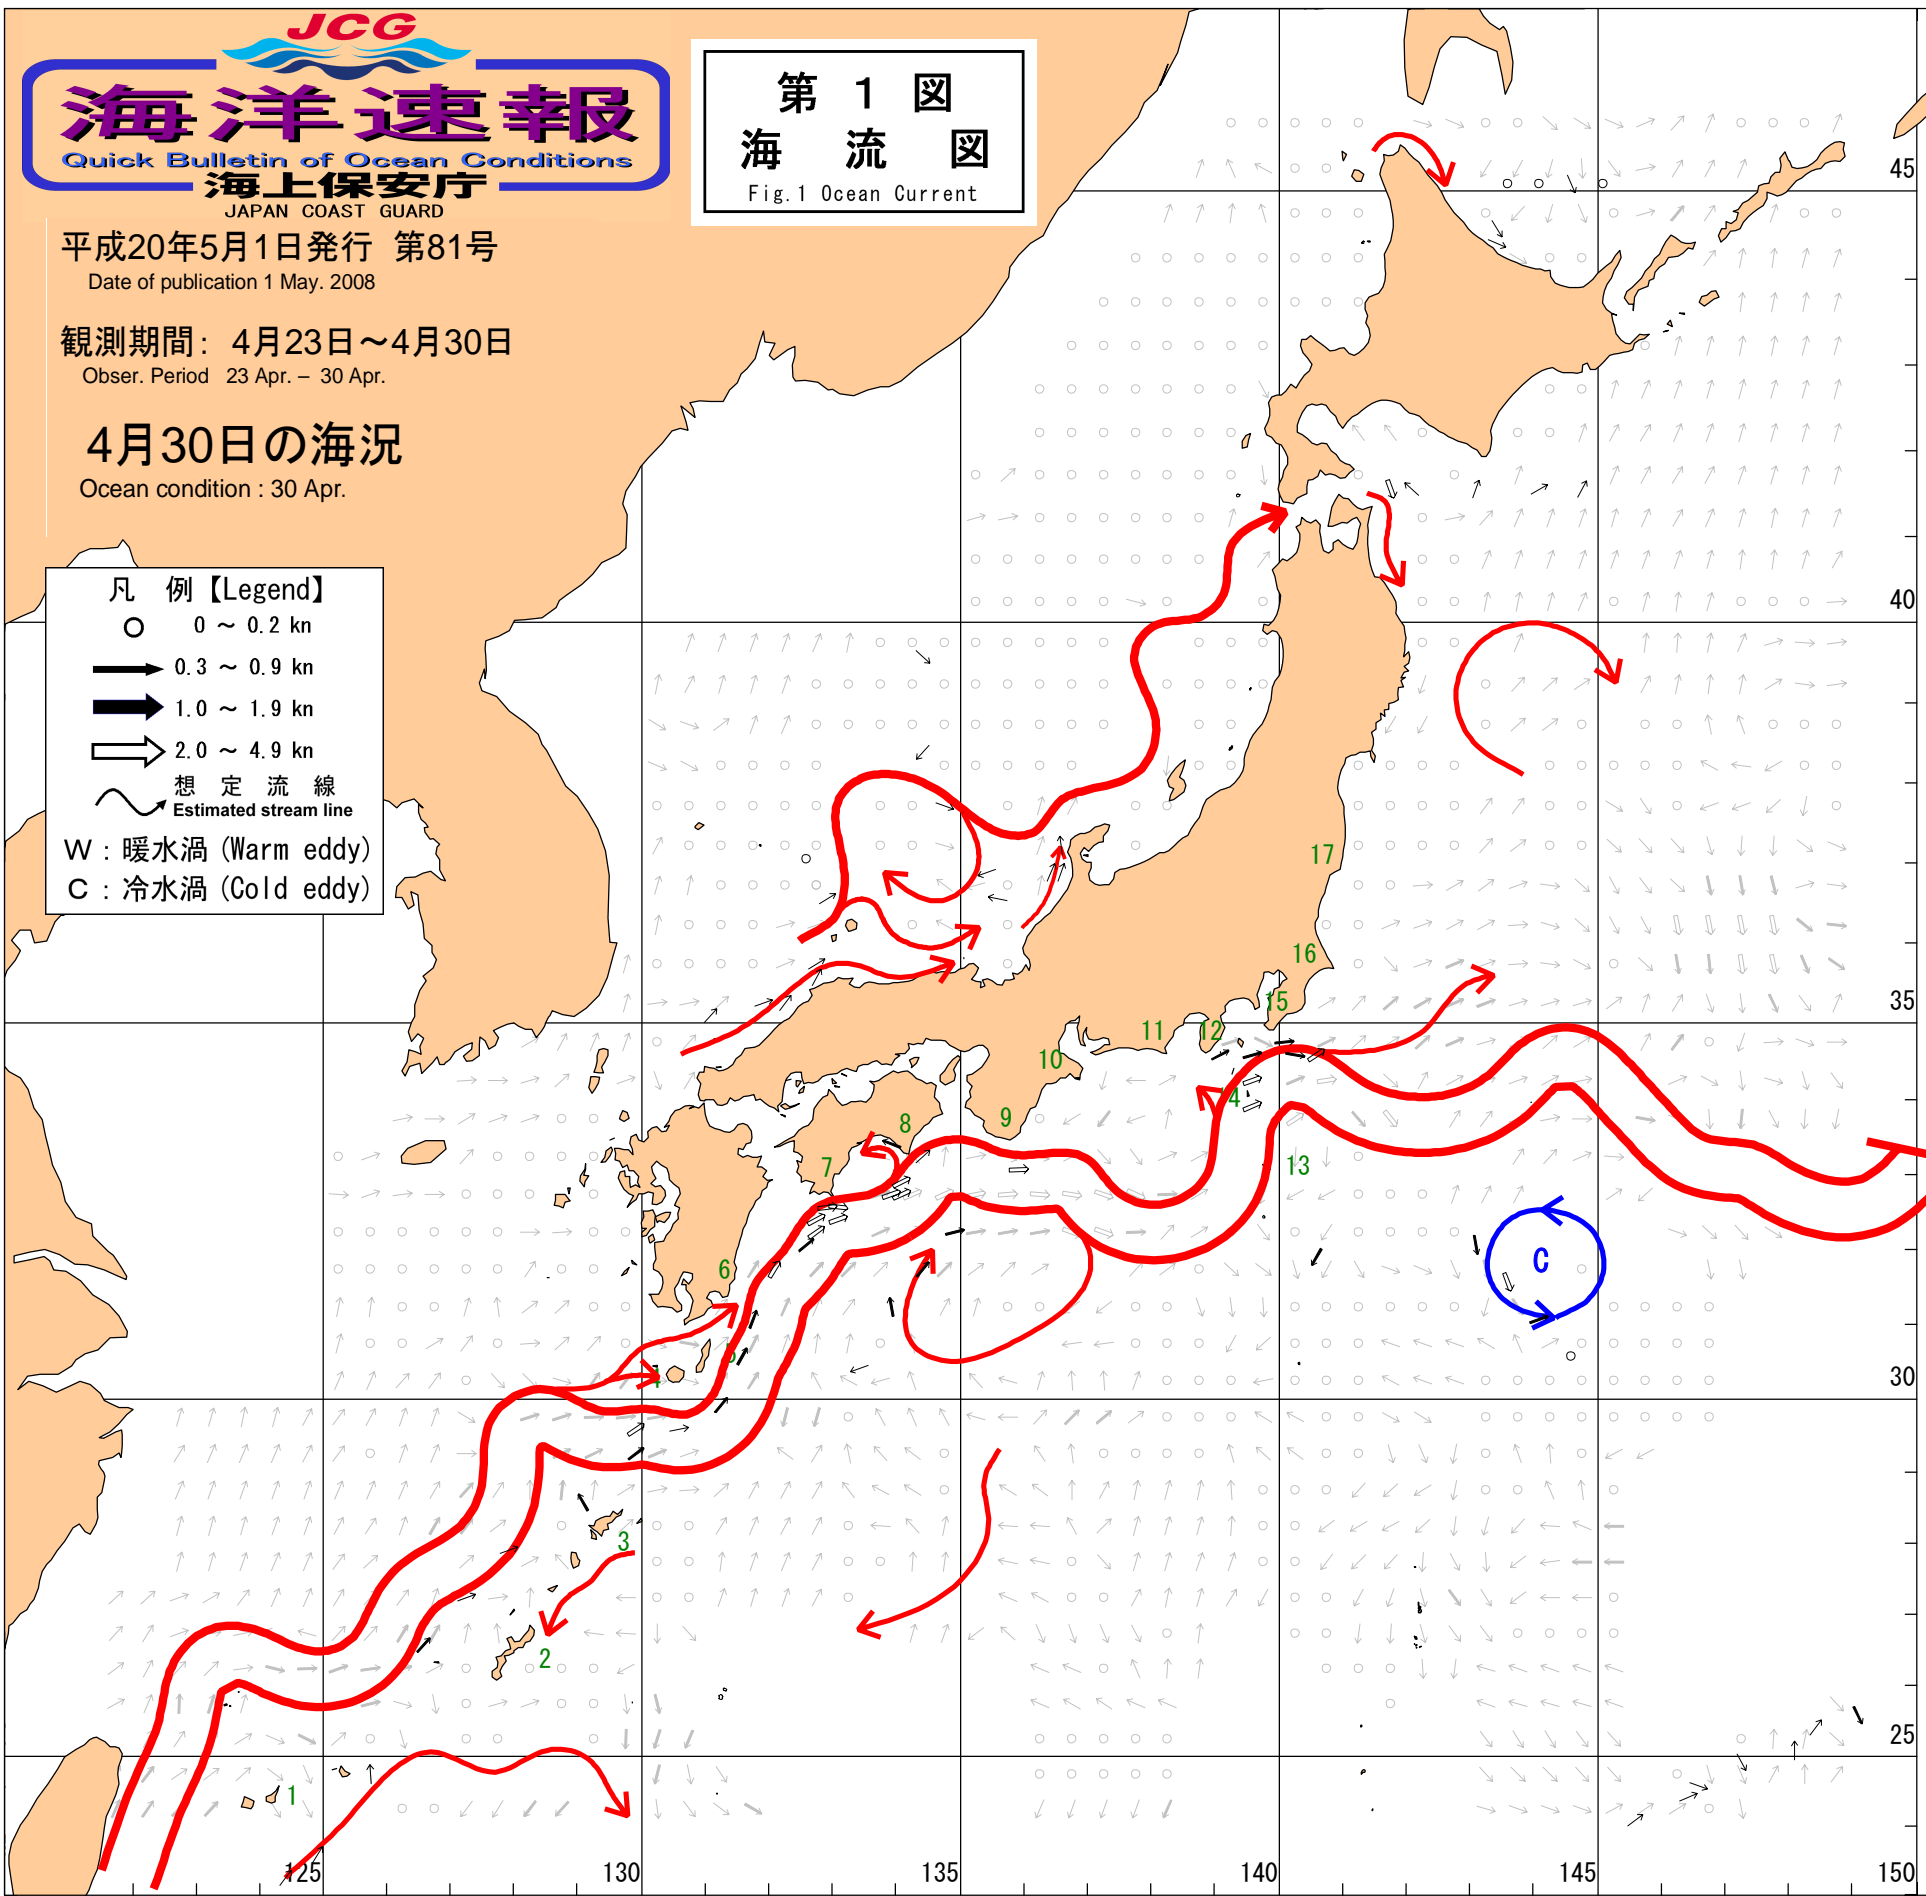 JCG
海洋速報
Quick Bulletin of Ocean Conditions
海上保安庁
JAPAN COAST GUARD
平成20年5月1日発行 第81号
Date of publication 1 May. 2008
観測期間： 4月23日～4月30日
Obser. Period 23 Apr. – 30 Apr.
4月30日の海況
Ocean condition : 30 Apr.
第 1 図
海 流 図
Fig.1 Ocean Current
凡 例【Legend】
0 ～ 0.2 kn
0.3 ～ 0.9 kn
1.0 ～ 1.9 kn
2.0 ～ 4.9 kn
想 定 流 線
Estimated stream line
W : 暖水渦 (Warm eddy)
C : 冷水渦 (Cold eddy)
45
40
17
16
35
15
12
11
10
14
9
8
7
13
6
C
5
4
30
3
2
25
1
125
130
135
140
145
150